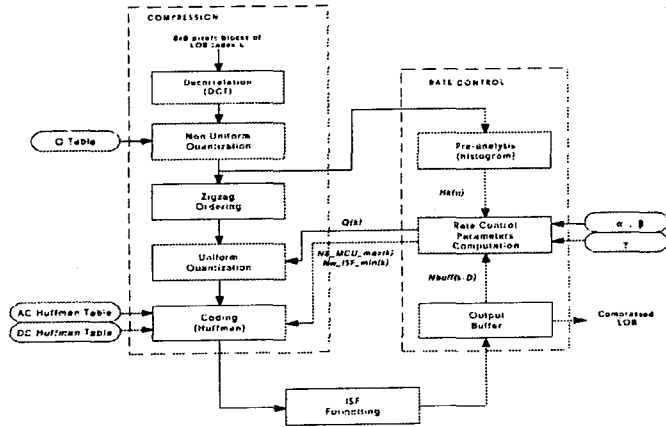 COMPRESSION
8x8 pixels blocks of
LOB index k
Decorrelation
(DCT)
RATE CONTROL
Q Table
Non Uniform
Quantization
Pre-analysis
(histogram)
Zigzag
Ordering
Hk(u)
Q(k)
Rate Control
Parameters
Computation
α , β
γ
Uniform
Quantization
NB_MCU_max(k)
Nw_ISF_min(k)
Nbuff(k-D)
AC Huffman Table
DC Huffman Table
Coding
(Huffman)
Output
Buffer
Compressed
LOB
ISF
Formatting